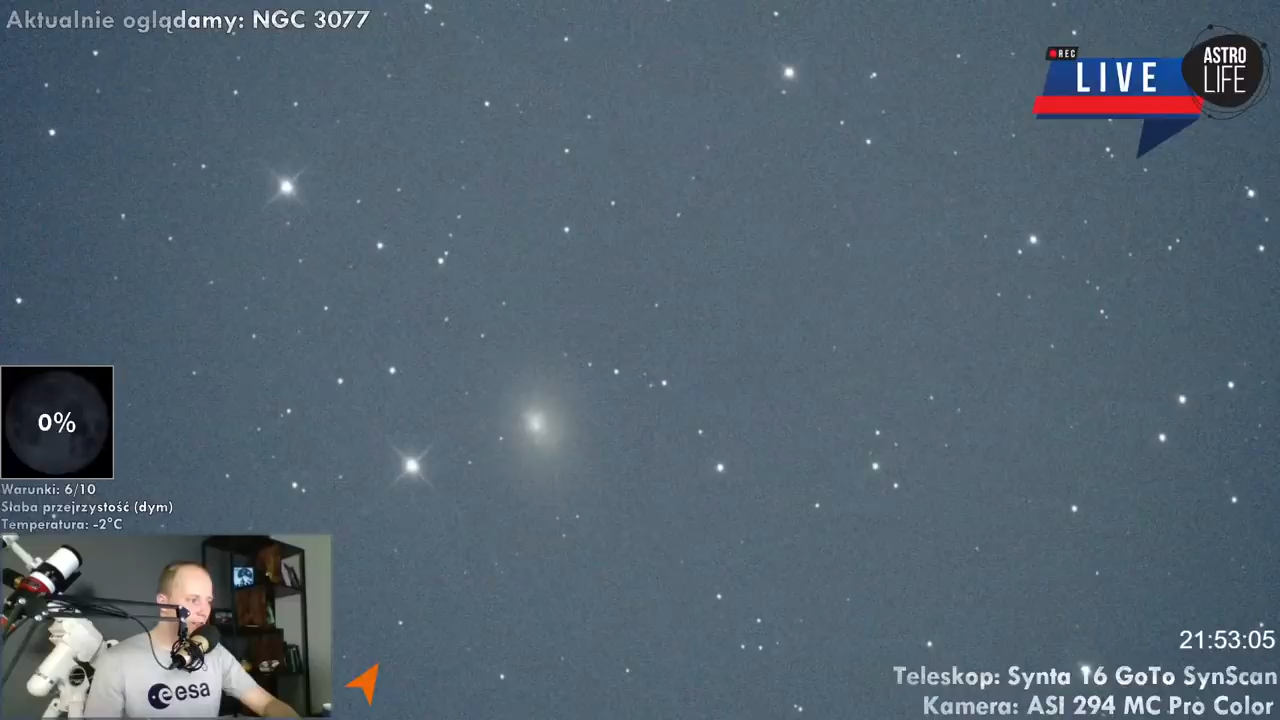 Aktualnie oglądamy: NGC 3077
REC
LIVE
ASTRO
LIFE
0%
Warunki: 6/10
Słaba przejrzystość (dym)
Temperatura: -2°C
esa
21:53:05
Teleskop: Synta 16 GoTo SynScan
Kamera: ASI 294 MC Pro Color